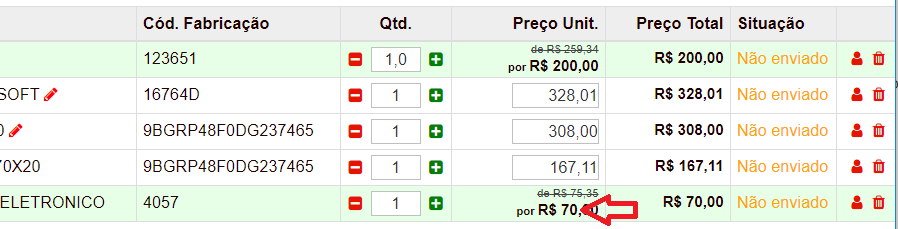 Cód. Fabricação Qtd. Preço Unit. Preço Total Situação
123651 1,0 de R$ 259,34 por R$ 200,00 R$ 200,00 Não enviado
SOFT 16764D 1 328,01 R$ 328,01 Não enviado
0 9BGRP48F0DG237465 1 308,00 R$ 308,00 Não enviado
70X20 9BGRP48F0DG237465 1 167,11 R$ 167,11 Não enviado
ELETRONICO 4057 1 de R$ 75,35 por R$ 70,00 R$ 70,00 Não enviado